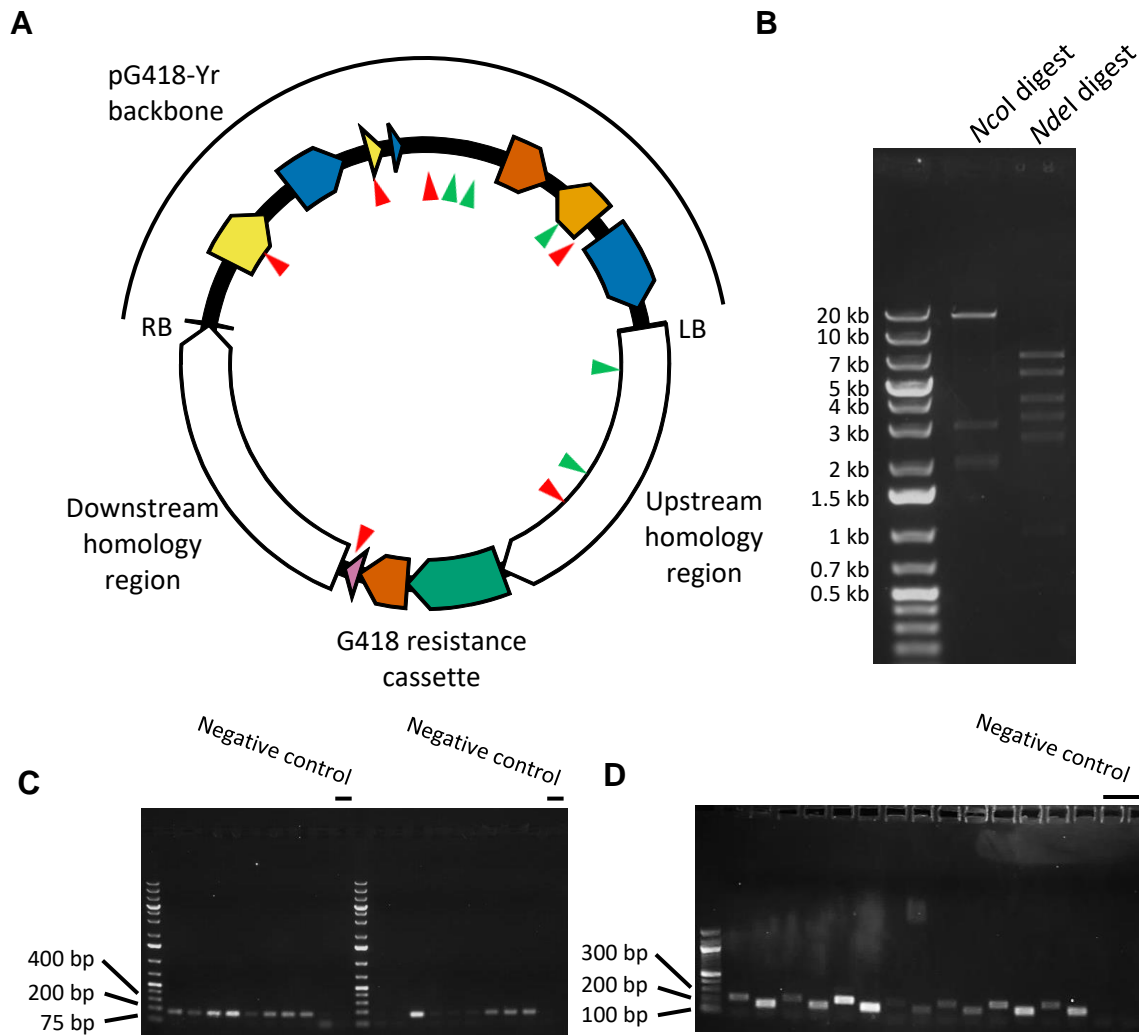 A
pG418-Yr
backbone
RB
LB
Downstream
homology
region
Upstream
homology
region
G418 resistance
cassette
B
NcoI digest
NdeI digest
20 kb
10 kb
7 kb
5 kb
4 kb
3 kb
2 kb
1.5 kb
1 kb
0.7 kb
0.5 kb
C
Negative control
Negative control
400 bp
200 bp
75 bp
D
Negative control
300 bp
200 bp
100 bp